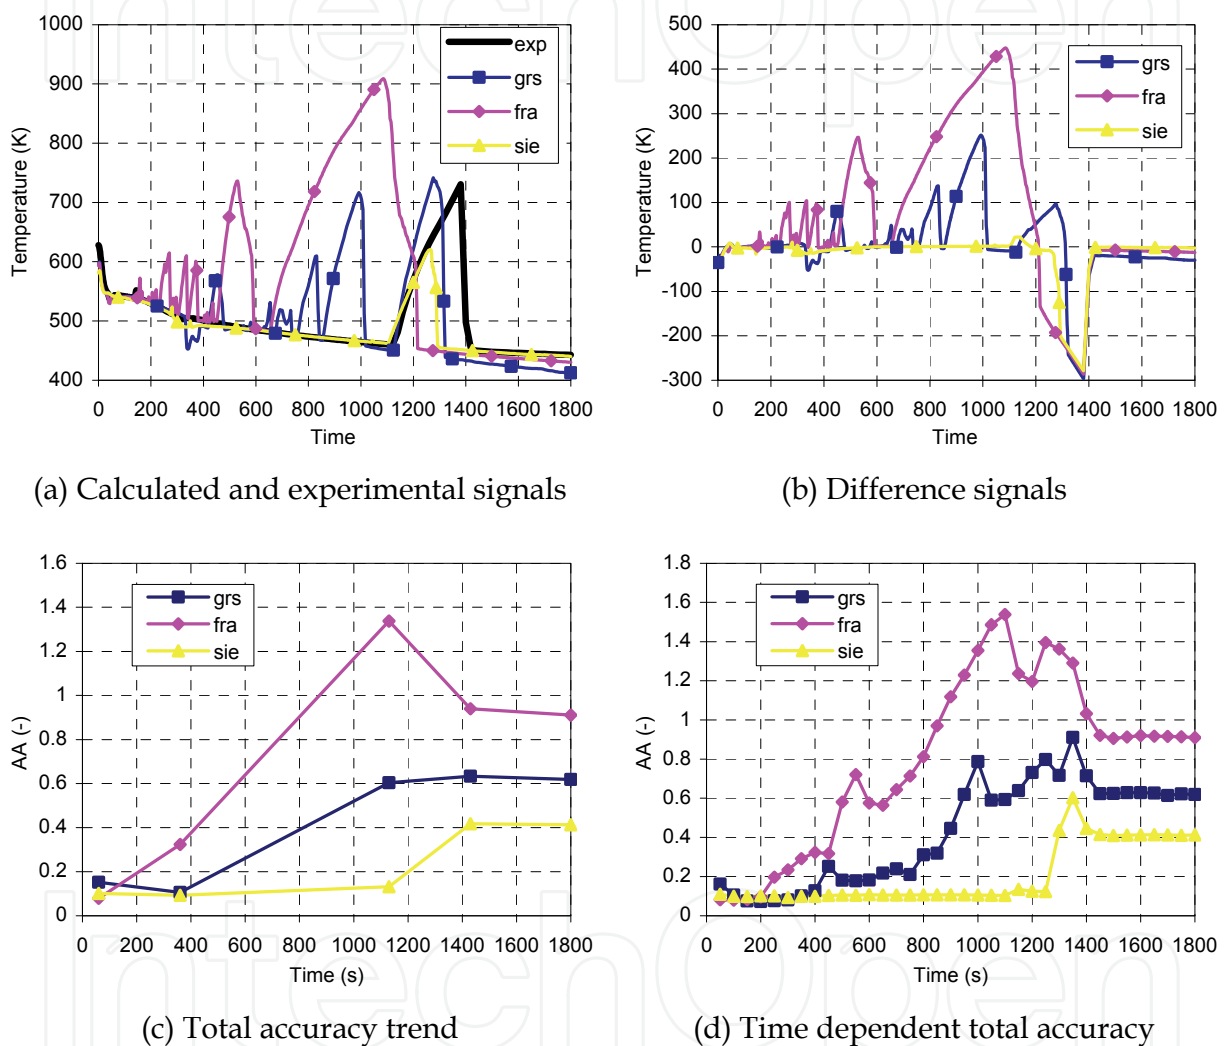 IntechOpen
1000
900
800
700
600
500
400
Temperature (K)
0 200 400 600 800 1000 1200 1400 1600 1800
Time
exp
grs
fra
sie
(a) Calculated and experimental signals
500
400
300
200
100
0
-100
-200
-300
Temperature (K)
0 200 400 600 800 1000 1200 1400 1600 1800
Time
grs
fra
sie
(b) Difference signals
1.6
1.4
1.2
1
0.8
0.6
0.4
0.2
0
AA (-)
0 200 400 600 800 1000 1200 1400 1600 1800
Time (s)
grs
fra
sie
(c) Total accuracy trend
1.8
1.6
1.4
1.2
1
0.8
0.6
0.4
0.2
0
AA (-)
0 200 400 600 800 1000 1200 1400 1600 1800
Time (s)
grs
fra
sie
(d) Time dependent total accuracy
IntechOpen